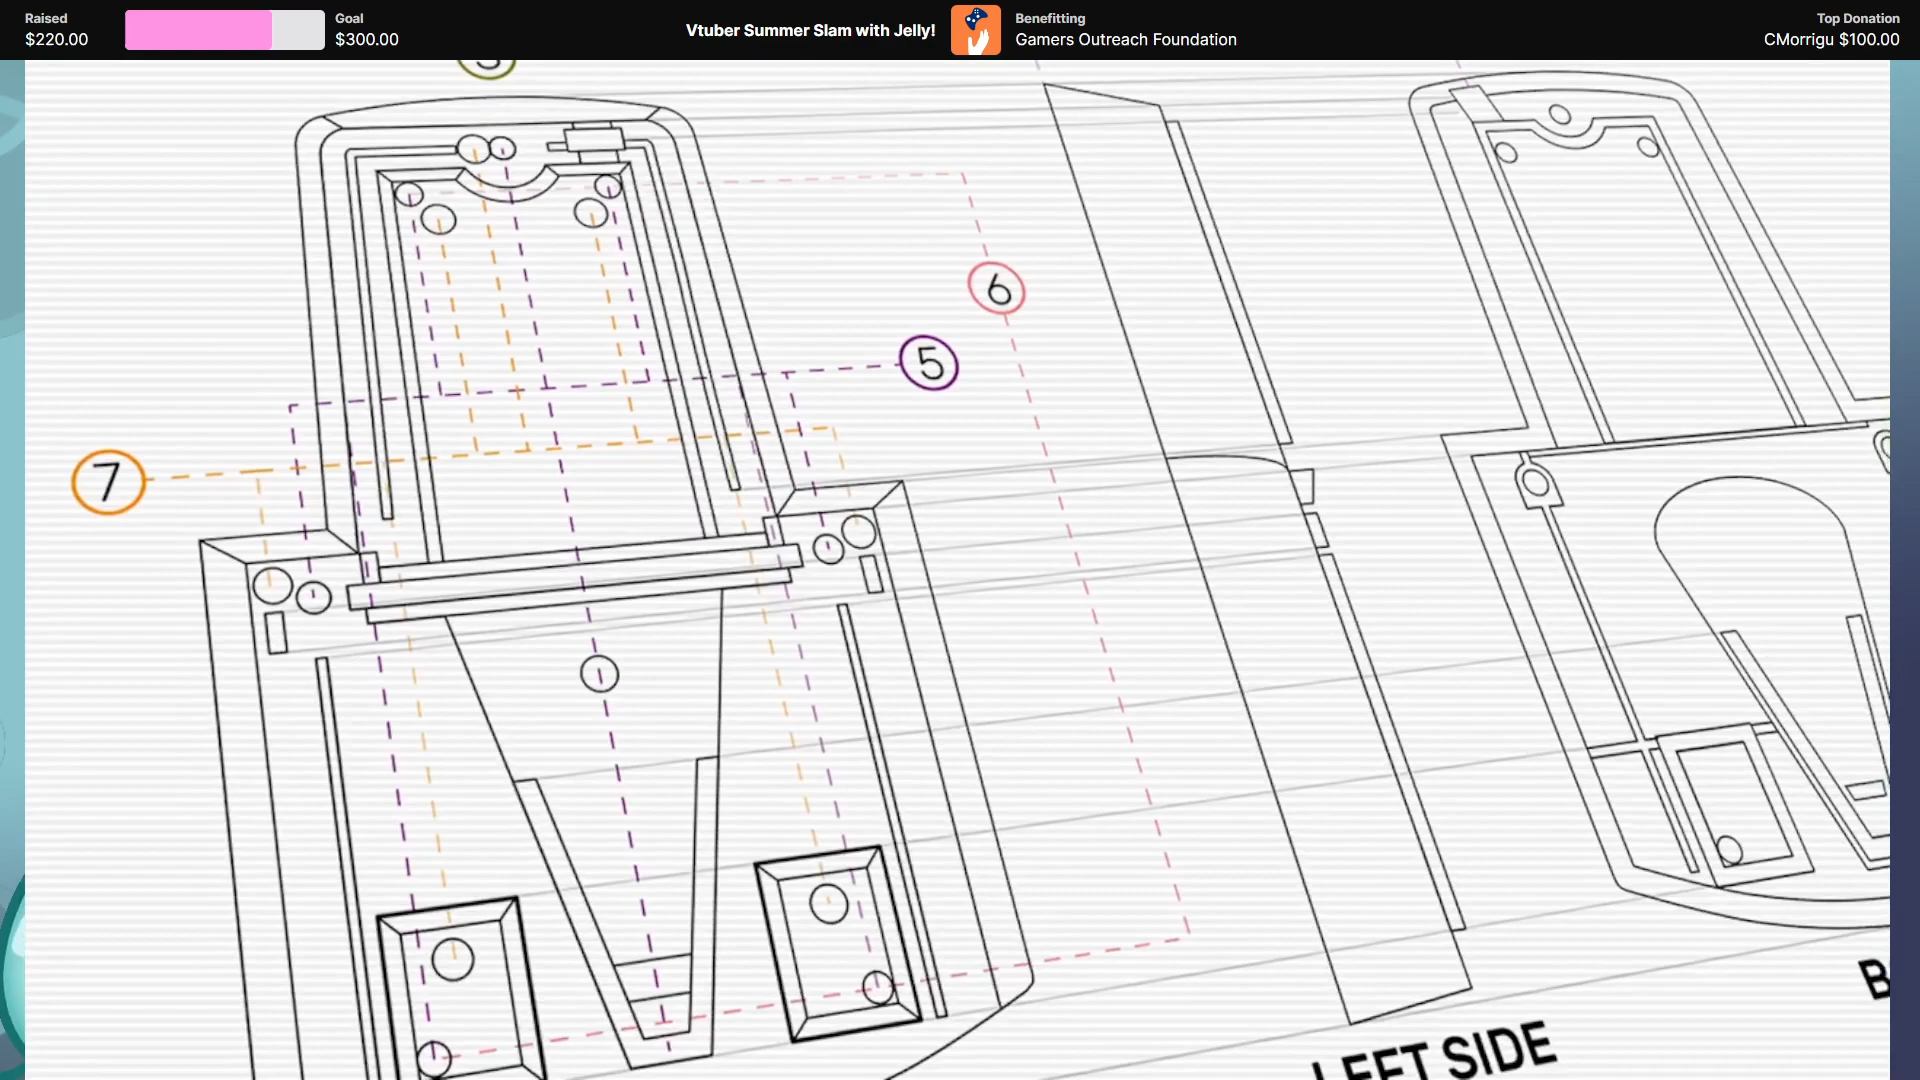 Raised
$220.00
Goal
$300.00
Vtuber Summer Slam with Jelly!
Benefitting
Gamers Outreach Foundation
Top Donation
CMorrigu $100.00
6
5
7
LEFT SIDE
B